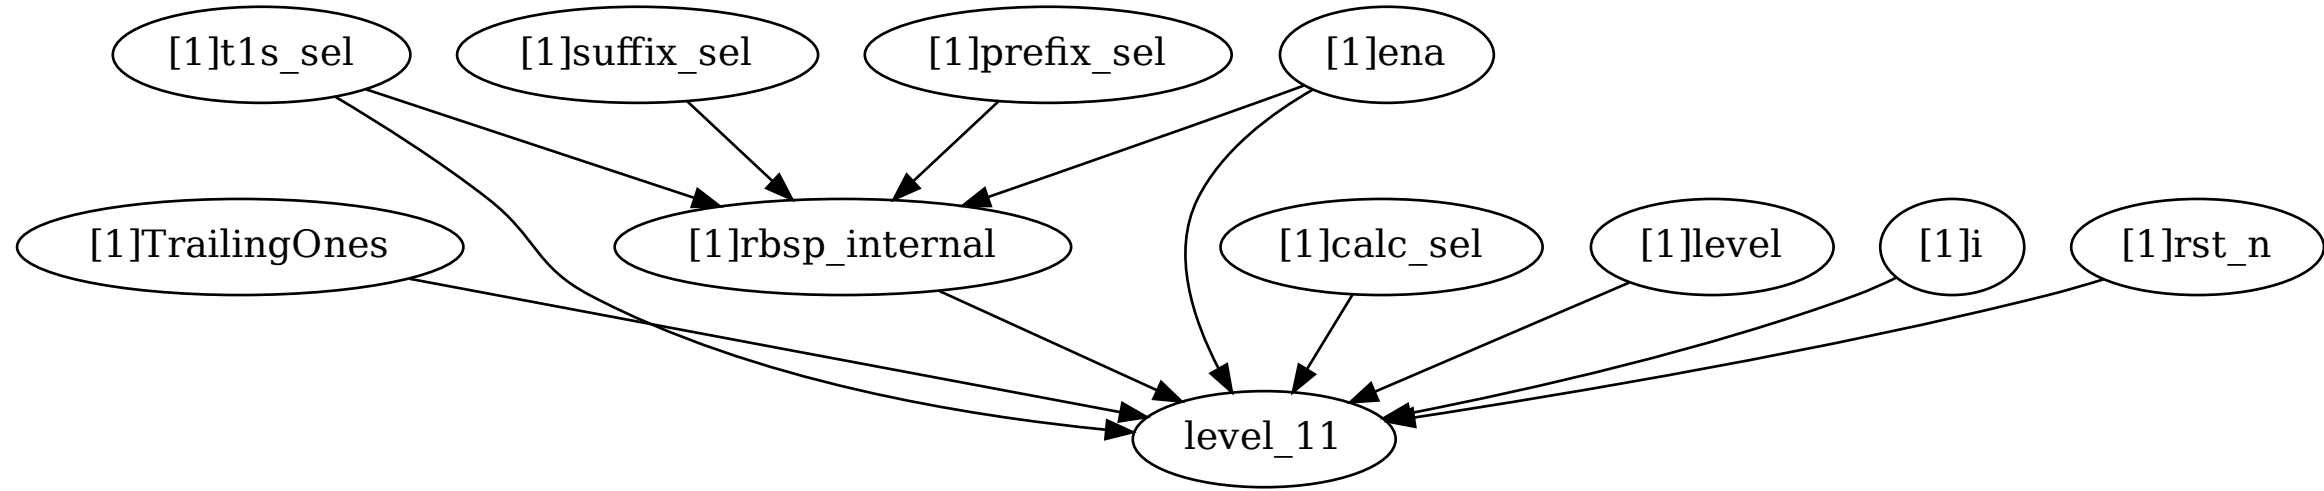 [1]t1s_sel
[1]suffix_sel
[1]prefix_sel
[1]ena
[1]TrailingOnes
[1]rbsp_internal
[1]calc_sel
[1]level
[1]i
[1]rst_n
level_11